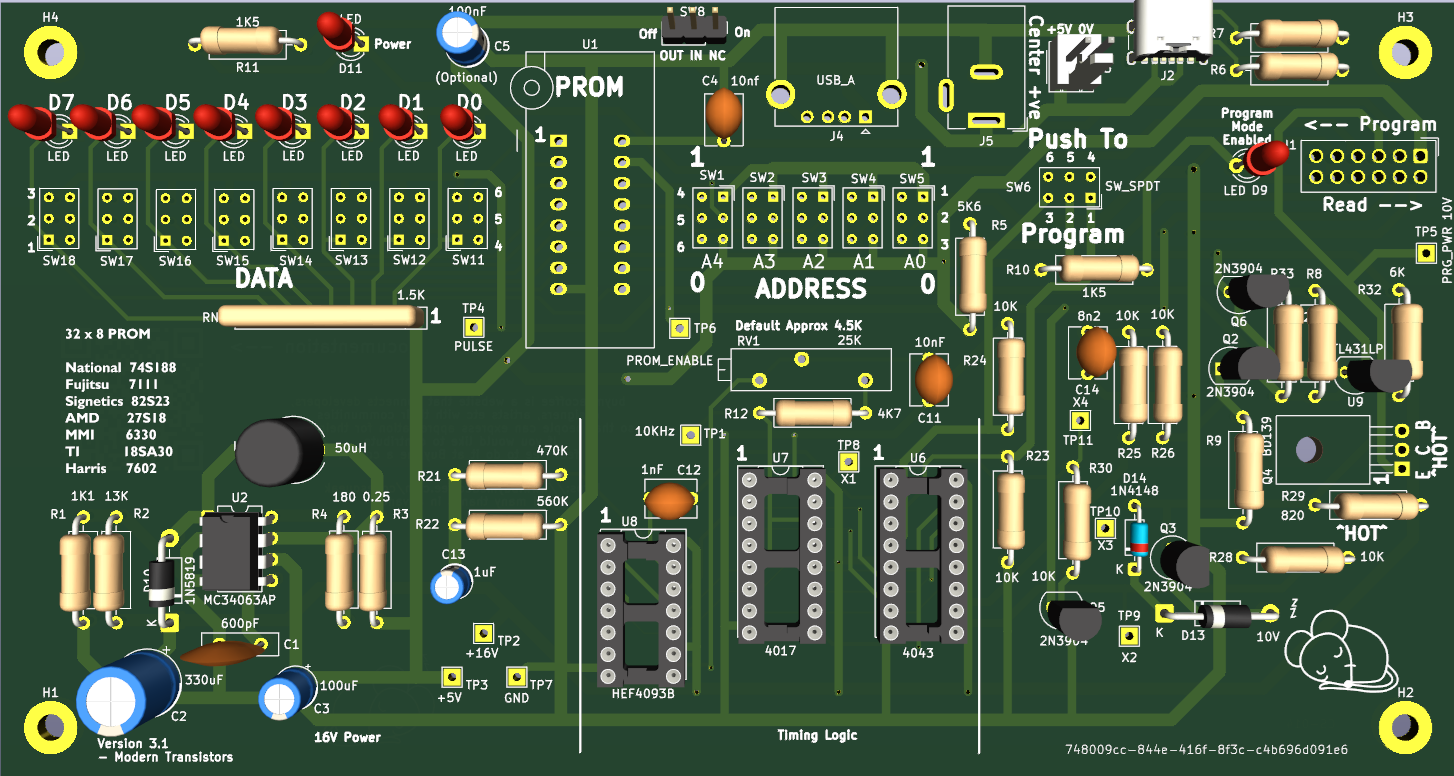 H4
1K5
R11
LED
Power
D11
100nF
C5
(Optional)
U1
PROM
1
SW8
Off
On
OUT IN NC
C4 10nf
USB_A
J4
J5
Center +ve
+5V 0V
J2
R7
R6
H3
D7 D6 D5 D4 D3 D2 D1 D0
LED LED LED LED LED LED LED LED
3
2
1
6
5
4
SW18 SW17 SW16 SW15 SW14 SW13 SW12 SW11
DATA
1 1
SW1 SW2 SW3 SW4 SW5
4
5
6
1
2
3
A4 A3 A2 A1 A0
0 ADDRESS 0
Push To
6 5 4
SW6
SW_SPDT
3 2 1
Program
Program
Mode
Enabled
LED D9
<-- Program
J1
Read -->
TP5
PRG_PWR 10V
5K6
R5
R10
1K5
RN
1.5K
1
TP4
PULSE
TP6
PROM_ENABLE
Default Approx 4.5K
RV1 25K
R12 4K7
10nF
C11
10K
R24
8n2
C14
X4
TP11
10K 10K
R25 R26
2N3904
Q6
R33 R8
6K
R32
Q2
2N3904
TL431LP
U9
32 x 8 PROM
National 74S188
Fujitsu 7111
Signetics 82S23
AMD 27S18
MMI 6330
TI 18SA30
Harris 7602
50uH
10KHz
TP1
TP8
X1
R9
BD139
Q4
E C B
^HOT^
1
R29
820
^HOT^
1K1 13K
R1 R2
D10
1N5819
K
U2
MC34063AP
180 0.25
R4 R3
R21
470K
R22
560K
C13
1uF
1nF C12
1
U8
HEF4093B
1
U7
4017
1
U6
4043
R23
10K
R30
10K
TP10
X3
D14
1N4148
K
Q3
2N3904
R28
10K
2N3904
TP9
X2
K
D13
10V
600pF
C1
+
330uF
C2
+
100uF
C3
TP2
+16V
TP3
+5V
TP7
GND
H1
Version 3.1
- Modern Transistors
16V Power
Timing Logic
748009cc-844e-416f-8f3c-c4b696d091e6
H2